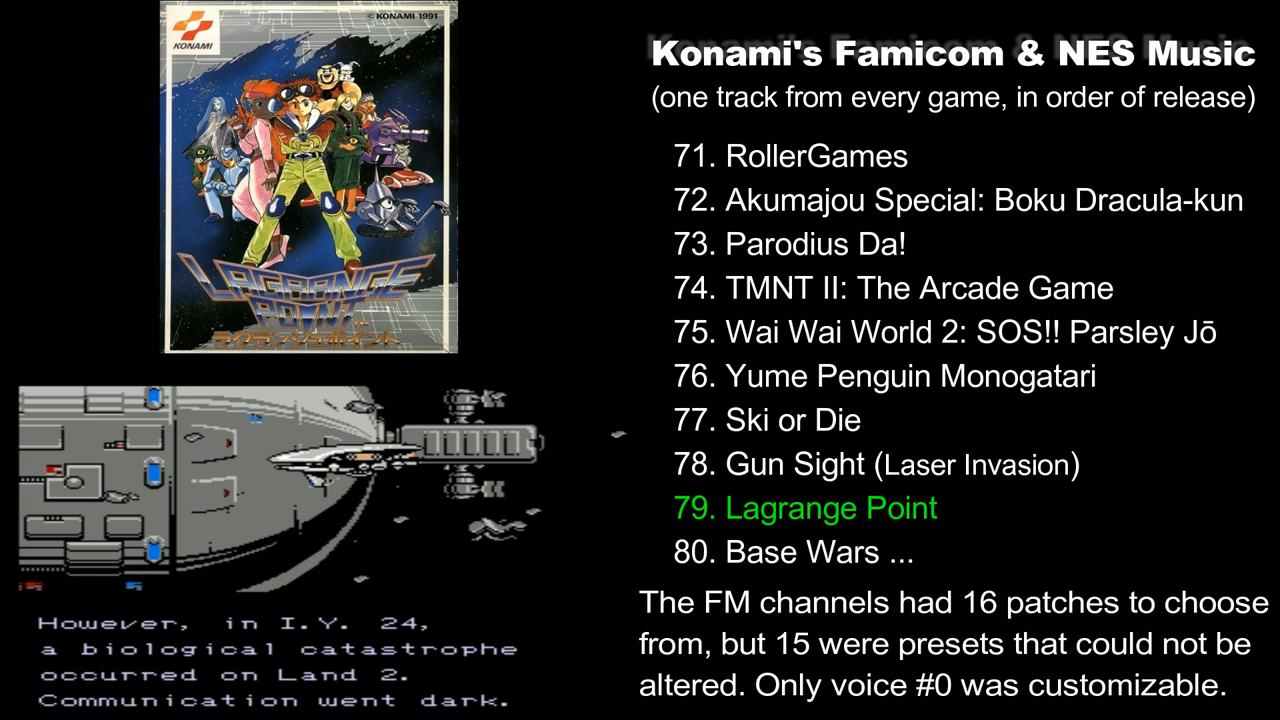 © KONAMI 1991
KONAMI
LAGRANGE
POINT
ラグランジュポイント
However, in I.Y. 24,
a biological catastrophe
occurred on Land 2.
Communication went dark.
Konami's Famicom & NES Music
(one track from every game, in order of release)
71. RollerGames
72. Akumajou Special: Boku Dracula-kun
73. Parodius Da!
74. TMNT II: The Arcade Game
75. Wai Wai World 2: SOS!! Parsley Jō
76. Yume Penguin Monogatari
77. Ski or Die
78. Gun Sight (Laser Invasion)
79. Lagrange Point
80. Base Wars ...
The FM channels had 16 patches to choose
from, but 15 were presets that could not be
altered. Only voice #0 was customizable.